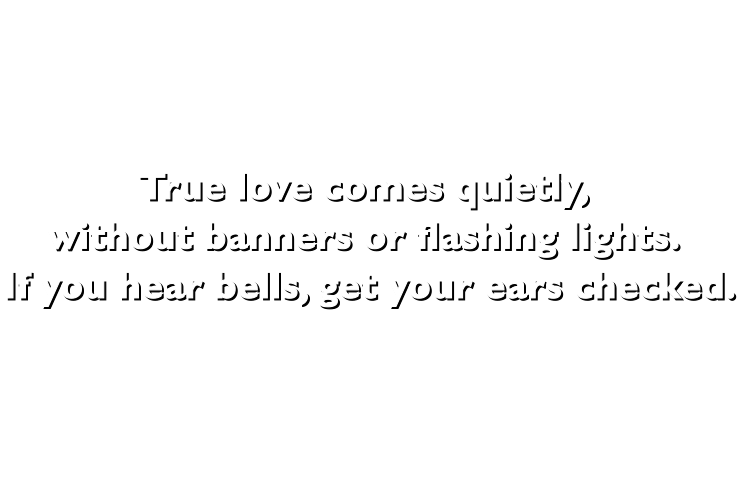 True love comes quietly,
without banners or flashing lights.
If you hear bells, get your ears checked.